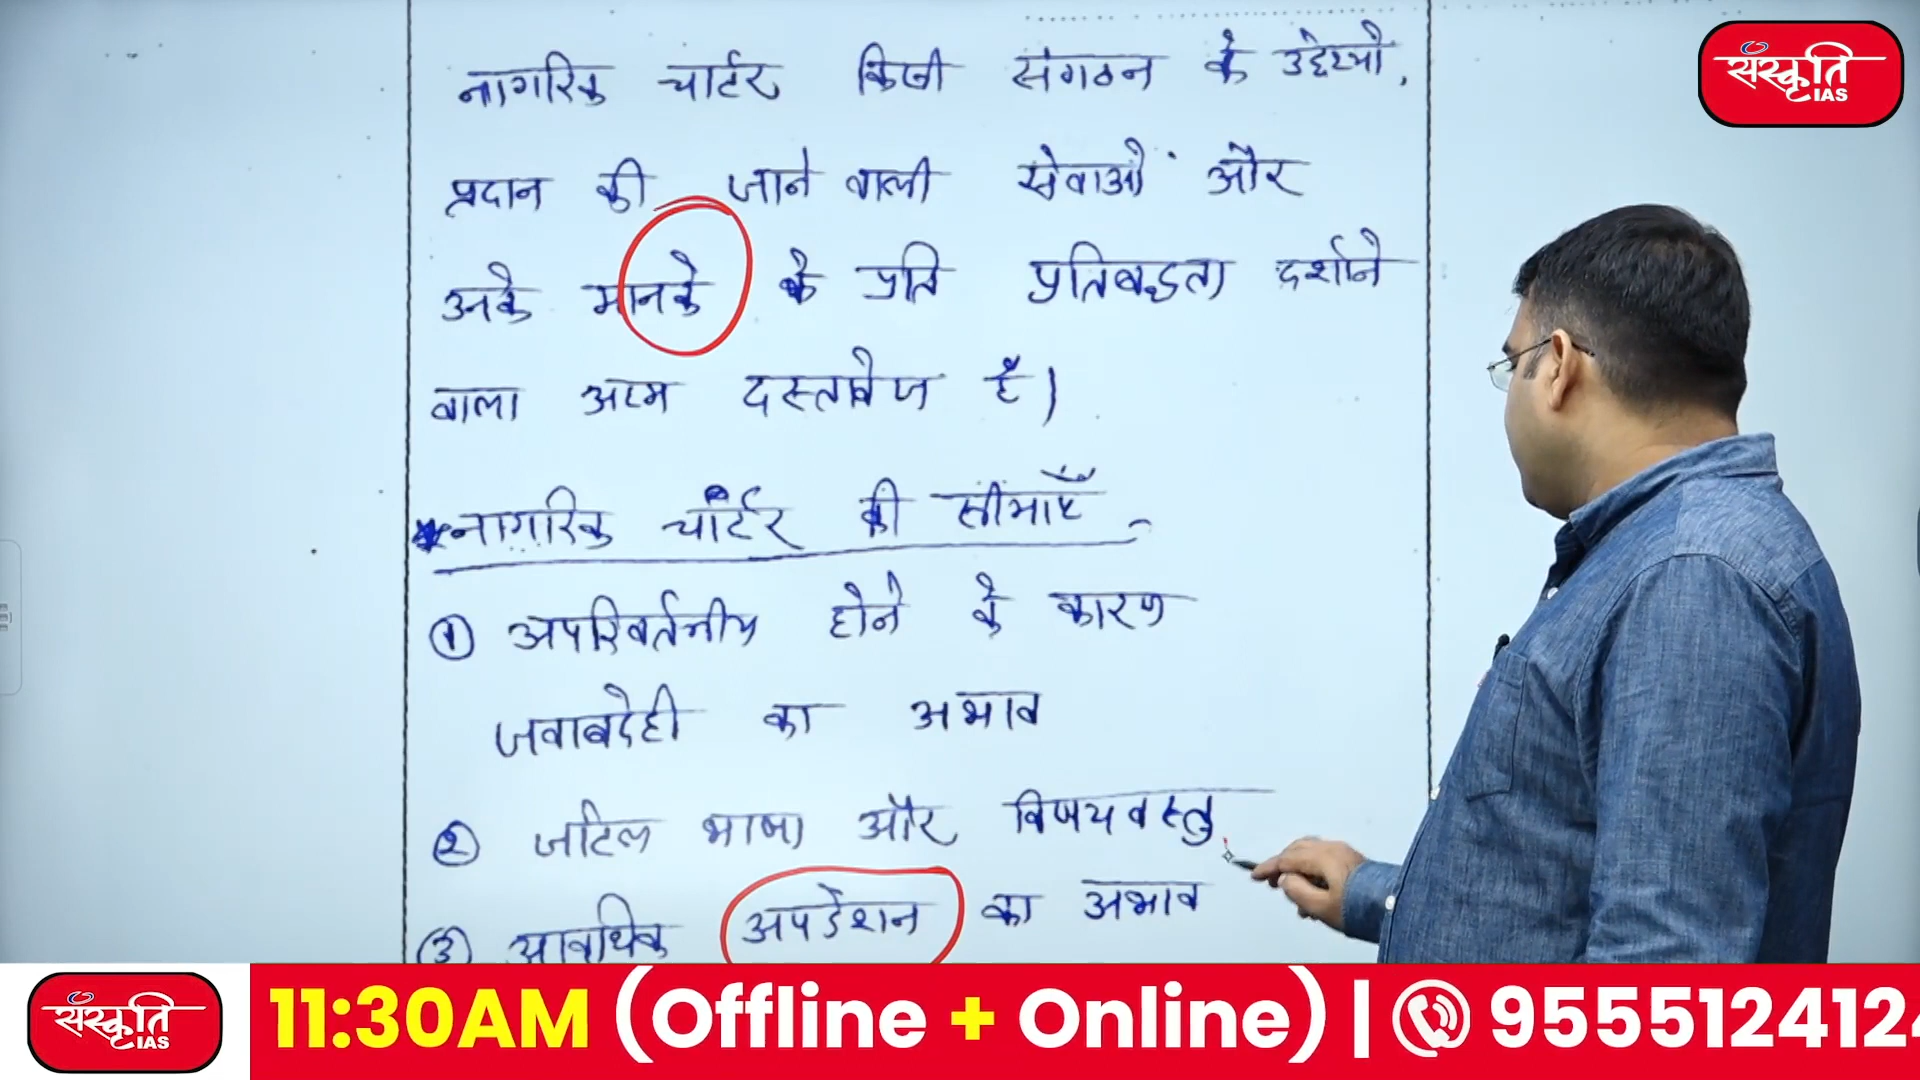 नागरिक चार्टर किसी संगठन के उद्देश्यों,
प्रदान की जाने वाली सेवाओं और
उनके मानके के प्रति प्रतिबद्धता दर्शाने
वाला आम दस्तावेज है।
नागरिक चार्टर की सीमाएँ
① अपरिवर्तनीय होने के कारण
जवाबदेही का अभाव
② जटिल भाषा और विषयवस्तु
③ आवधिक अपडेशन का अभाव
संस्कृति IAS
संस्कृति IAS
11:30AM (Offline + Online) | 9555124124